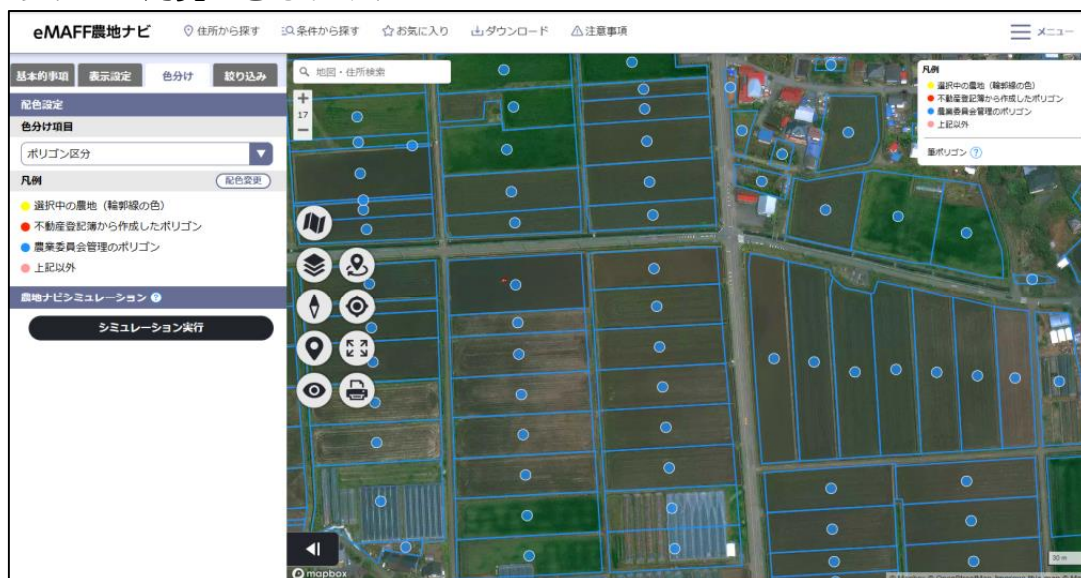 eMAFF農地ナビ
住所から探す
条件から探す
お気に入り
ダウンロード
注意事項
メニュー
基本的事項
表示設定
色分け
絞り込み
配色設定
色分け項目
ポリゴン区分
凡例
配色変更
選択中の農地（輪郭線の色）
不動産登記簿から作成したポリゴン
農業委員会管理のポリゴン
上記以外
農地ナビシミュレーション ?
シミュレーション実行
地図・住所検索
+
17
−
凡例
選択中の農地（輪郭線の色）
不動産登記簿から作成したポリゴン
農業委員会管理のポリゴン
上記以外
筆ポリゴン ?
30 m
mapbox